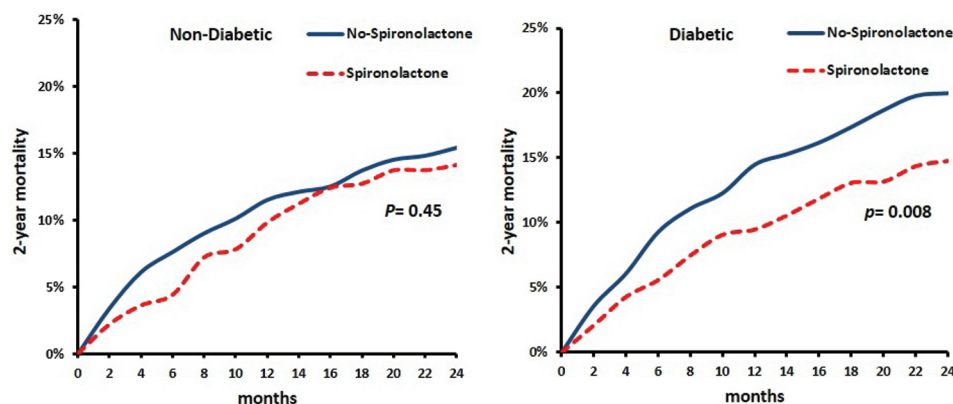 25%
20%
15%
10%
5%
0%
2-year mortality
Non-Diabetic
No-Spironolactone
Spironolactone
P= 0.45
0 2 4 6 8 10 12 14 16 18 20 22 24
months
25%
20%
15%
10%
5%
0%
2-year mortality
Diabetic
No-Spironolactone
Spironolactone
p= 0.008
0 2 4 6 8 10 12 14 16 18 20 22 24
months